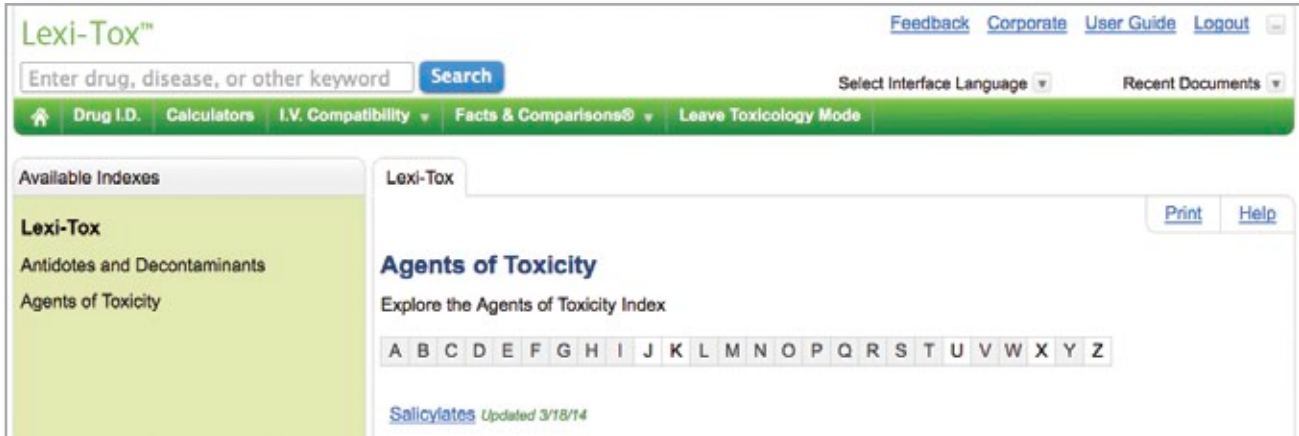 Lexi-Tox™
Feedback Corporate User Guide Logout
Enter drug, disease, or other keyword Search
Select Interface Language Recent Documents
Drug I.D. Calculators I.V. Compatibility Facts & Comparisons® Leave Toxicology Mode
Available Indexes
Lexi-Tox
Antidotes and Decontaminants
Agents of Toxicity
Lexi-Tox
Print Help
Agents of Toxicity
Explore the Agents of Toxicity Index
A B C D E F G H I J K L M N O P Q R S T U V W X Y Z
Salicylates Updated 3/18/14